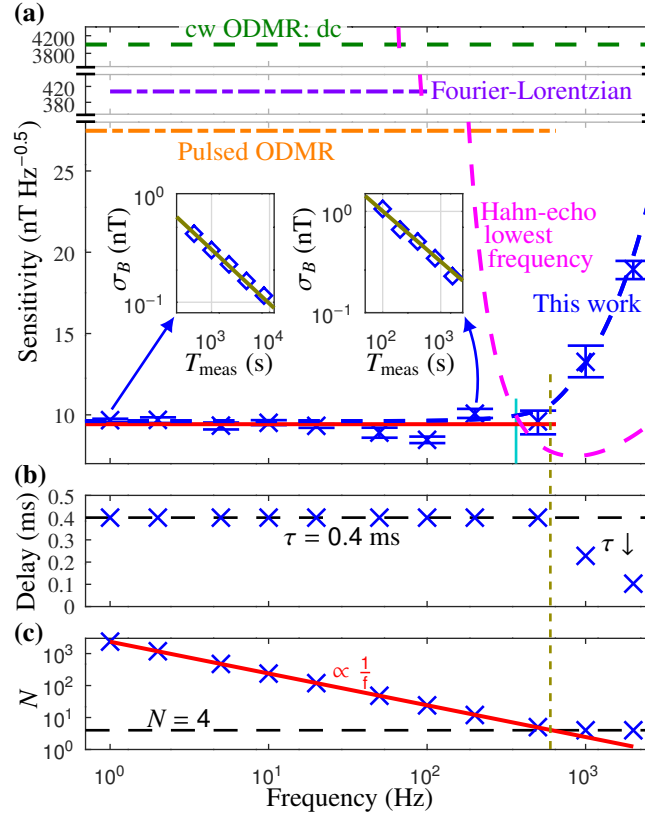 (a)
cw ODMR: dc
4200
3800
420
380
Fourier-Lorentzian
Pulsed ODMR
25
20
15
10
Sensitivity (nT Hz^{-0.5})
10^0
10^{-1}
σ_B (nT)
10^3 10^4
T_meas (s)
10^0
10^{-1}
σ_B (nT)
10^2 10^3
T_meas (s)
Hahn-echo
lowest
frequency
This work
(b)
0.5
0.4
0.3
0.2
0.1
0
Delay (ms)
τ = 0.4 ms
τ ↓
(c)
10^3
10^2
10^1
10^0
N
∝ 1/f
N = 4
10^0 10^1 10^2 10^3
Frequency (Hz)